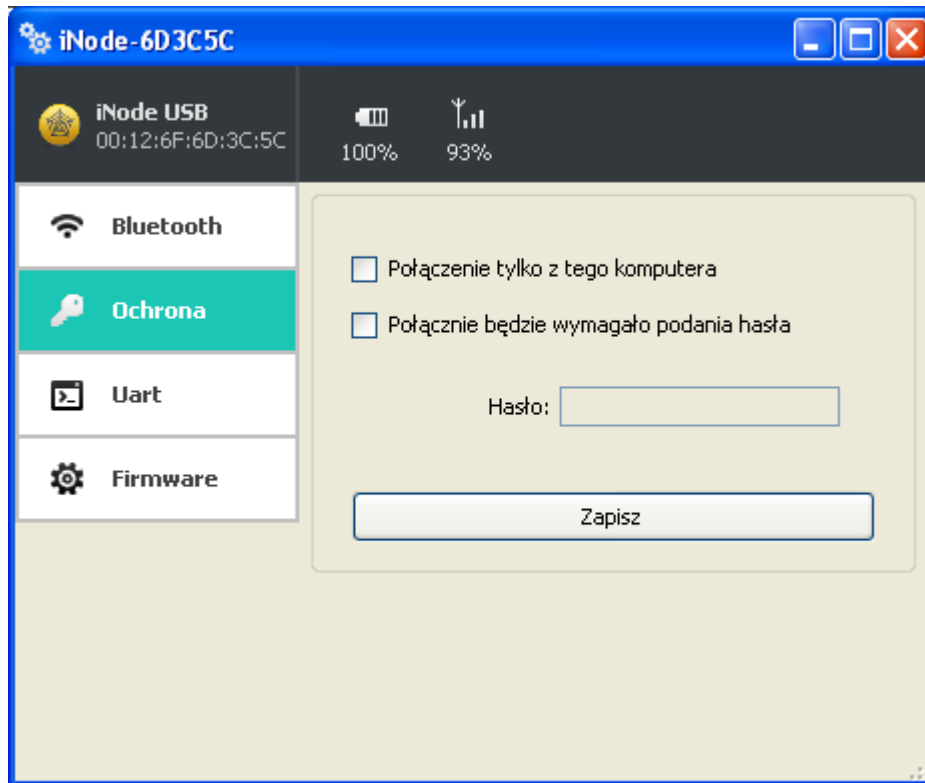 iNode-6D3C5C
iNode USB
00:12:6F:6D:3C:5C
100%
93%
Bluetooth
Ochrona
Uart
Firmware
Połączenie tylko z tego komputera
Połącznie będzie wymagało podania hasła
Hasło:
Zapisz